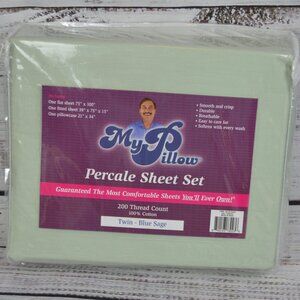 Includes:
One flat sheet 71" x 100"
One fitted sheet 39" x 75" x 15"
One pillowcase 21" x 34"
• Smooth and crisp
• Durable
• Breathable
• Easy to care for
• Softens with every wash
MyPillow
Percale Sheet Set
Guaranteed The Most Comfortable Sheets You'll Ever Own!®
200 Thread Count
100% Cotton
Twin - Blue Sage